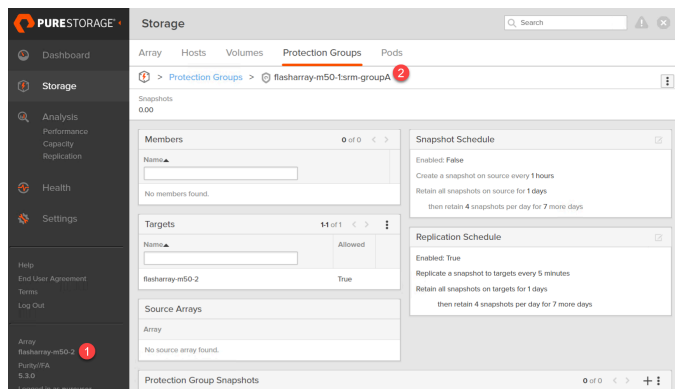 PURESTORAGE®
Storage
Search
Dashboard
Storage
Analysis
Performance
Capacity
Replication
Health
Settings
Help
End User Agreement
Terms
Log Out
Array
flasharray-m50-2
1
Purity//FA
5.3.0
Array Hosts Volumes Protection Groups Pods
> Protection Groups > flasharray-m50-1:srm-groupA 2
Snapshots
0.00
Members 0 of 0 < >
Name▲
No members found.
Targets 1-1 of 1 < >
Name▲ Allowed
flasharray-m50-2 True
Source Arrays
Array
No source array found.
Snapshot Schedule
Enabled: False
Create a snapshot on source every 1 hours
Retain all snapshots on source for 1 days
then retain 4 snapshots per day for 7 more days
Replication Schedule
Enabled: True
Replicate a snapshot to targets every 5 minutes
Retain all snapshots on targets for 1 days
then retain 4 snapshots per day for 7 more days
Protection Group Snapshots 0 of 0 < > +